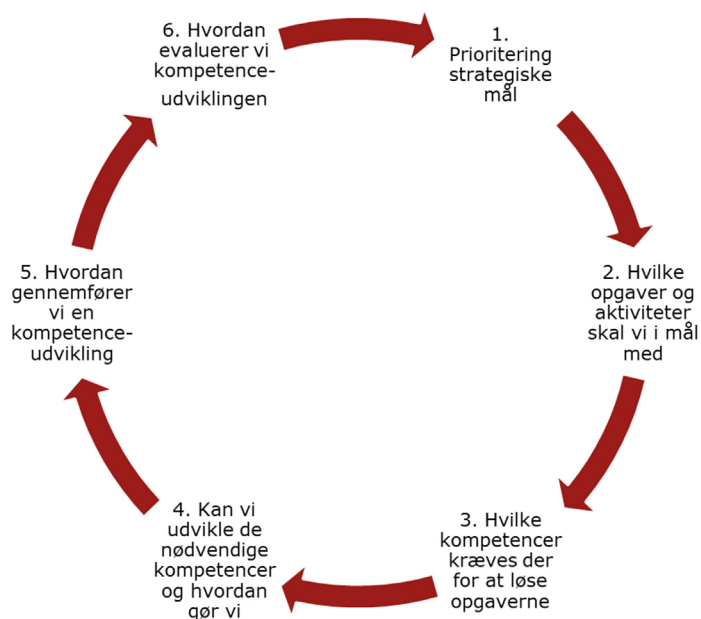 1.
Prioritering
strategiske
mål
2. Hvilke
opgaver og
aktiviteter
skal vi i mål
med
3. Hvilke
kompetencer
kræves der
for at løse
opgaverne
4. Kan vi
udvikle de
nødvendige
kompetencer
og hvordan
gør vi
5. Hvordan
gennemfører
vi en
kompetence-
udvikling
6. Hvordan
evaluerer vi
kompetence-
udviklingen